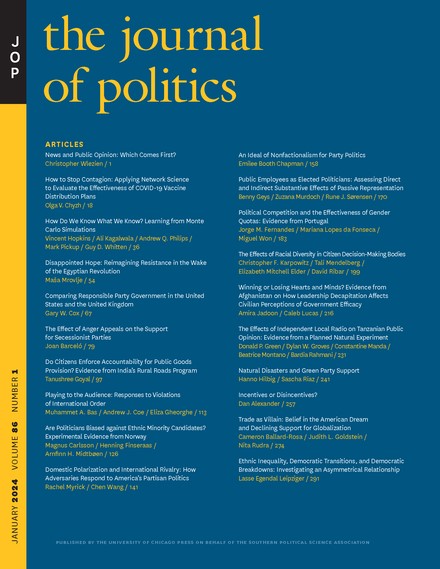 JOP
the journal
of politics
ARTICLES
News and Public Opinion: Which Comes First?
Christopher Wlezien / 1
How to Stop Contagion: Applying Network Science
to Evaluate the Effectiveness of COVID-19 Vaccine
Distribution Plans
Olga V. Chyzh / 18
How Do We Know What We Know? Learning from Monte
Carlo Simulations
Vincent Hopkins / Ali Kagalwala / Andrew Q. Philips /
Mark Pickup / Guy D. Whitten / 36
Disappointed Hope: Reimagining Resistance in the Wake
of the Egyptian Revolution
Maša Mrovlje / 54
Comparing Responsible Party Government in the United
States and the United Kingdom
Gary W. Cox / 67
The Effect of Anger Appeals on the Support
for Secessionist Parties
Joan Barceló / 79
Do Citizens Enforce Accountability for Public Goods
Provision? Evidence from India's Rural Roads Program
Tanushree Goyal / 97
Playing to the Audience: Responses to Violations
of International Order
Muhammet A. Bas / Andrew J. Coe / Eliza Gheorghe / 113
Are Politicians Biased against Ethnic Minority Candidates?
Experimental Evidence from Norway
Magnus Carlsson / Henning Finseraas /
Arnfinn H. Midtbøen / 126
Domestic Polarization and International Rivalry: How
Adversaries Respond to America's Partisan Politics
Rachel Myrick / Chen Wang / 141
An Ideal of Nonfactionalism for Party Politics
Emilee Booth Chapman / 158
Public Employees as Elected Politicians: Assessing Direct
and Indirect Substantive Effects of Passive Representation
Benny Geys / Zuzana Murdoch / Rune J. Sørensen / 170
Political Competition and the Effectiveness of Gender
Quotas: Evidence from Portugal
Jorge M. Fernandes / Mariana Lopes da Fonseca /
Miguel Won / 183
The Effects of Racial Diversity in Citizen Decision-Making Bodies
Christopher F. Karpowitz / Tali Mendelberg /
Elizabeth Mitchell Elder / David Ribar / 199
Winning or Losing Hearts and Minds? Evidence from
Afghanistan on How Leadership Decapitation Affects
Civilian Perceptions of Government Efficacy
Amira Jadoon / Caleb Lucas / 216
The Effects of Independent Local Radio on Tanzanian Public
Opinion: Evidence from a Planned Natural Experiment
Donald P. Green / Dylan W. Groves / Constantine Manda /
Beatrice Montano / Bardia Rahmani / 231
Natural Disasters and Green Party Support
Hanno Hilbig / Sascha Riaz / 241
Incentives or Disincentives?
Dan Alexander / 257
Trade as Villain: Belief in the American Dream
and Declining Support for Globalization
Cameron Ballard-Rosa / Judith L. Goldstein /
Nita Rudra / 274
Ethnic Inequality, Democratic Transitions, and Democratic
Breakdowns: Investigating an Asymmetrical Relationship
Lasse Egendal Leipziger / 291
JANUARY 2024 VOLUME 86 NUMBER 1
PUBLISHED BY THE UNIVERSITY OF CHICAGO PRESS ON BEHALF OF THE SOUTHERN POLITICAL SCIENCE ASSOCIATION